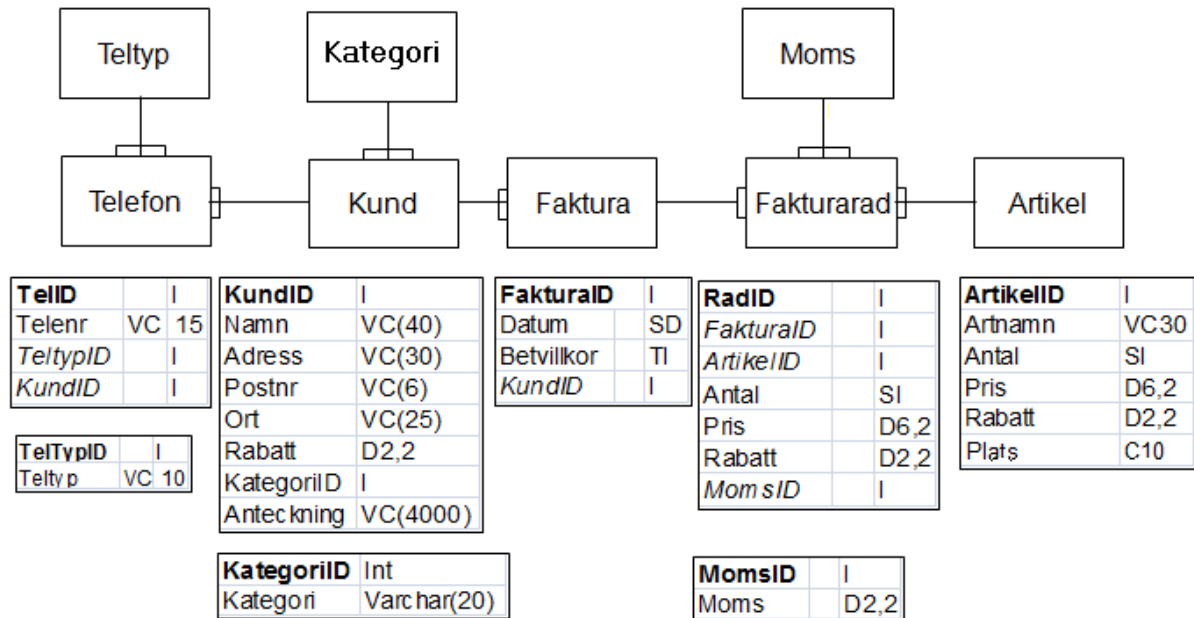 Teltyp
Kategori
Moms
Telefon
Kund
Faktura
Fakturarad
Artikel
TelID I
Telenr VC 15
TeltypID I
KundID I
TelTypID I
Teltyp VC 10
KundID I
Namn VC(40)
Adress VC(30)
Postnr VC(6)
Ort VC(25)
Rabatt D2,2
KategoriID I
Anteckning VC(4000)
KategoriID Int
Kategori Varchar(20)
FakturaID I
Datum SD
Betvillkor TI
KundID I
RadID I
FakturaID I
ArtikelID I
Antal SI
Pris D6,2
Rabatt D2,2
MomsID I
MomsID I
Moms D2,2
ArtikelID I
Artnamn VC30
Antal SI
Pris D6,2
Rabatt D2,2
Plats C10